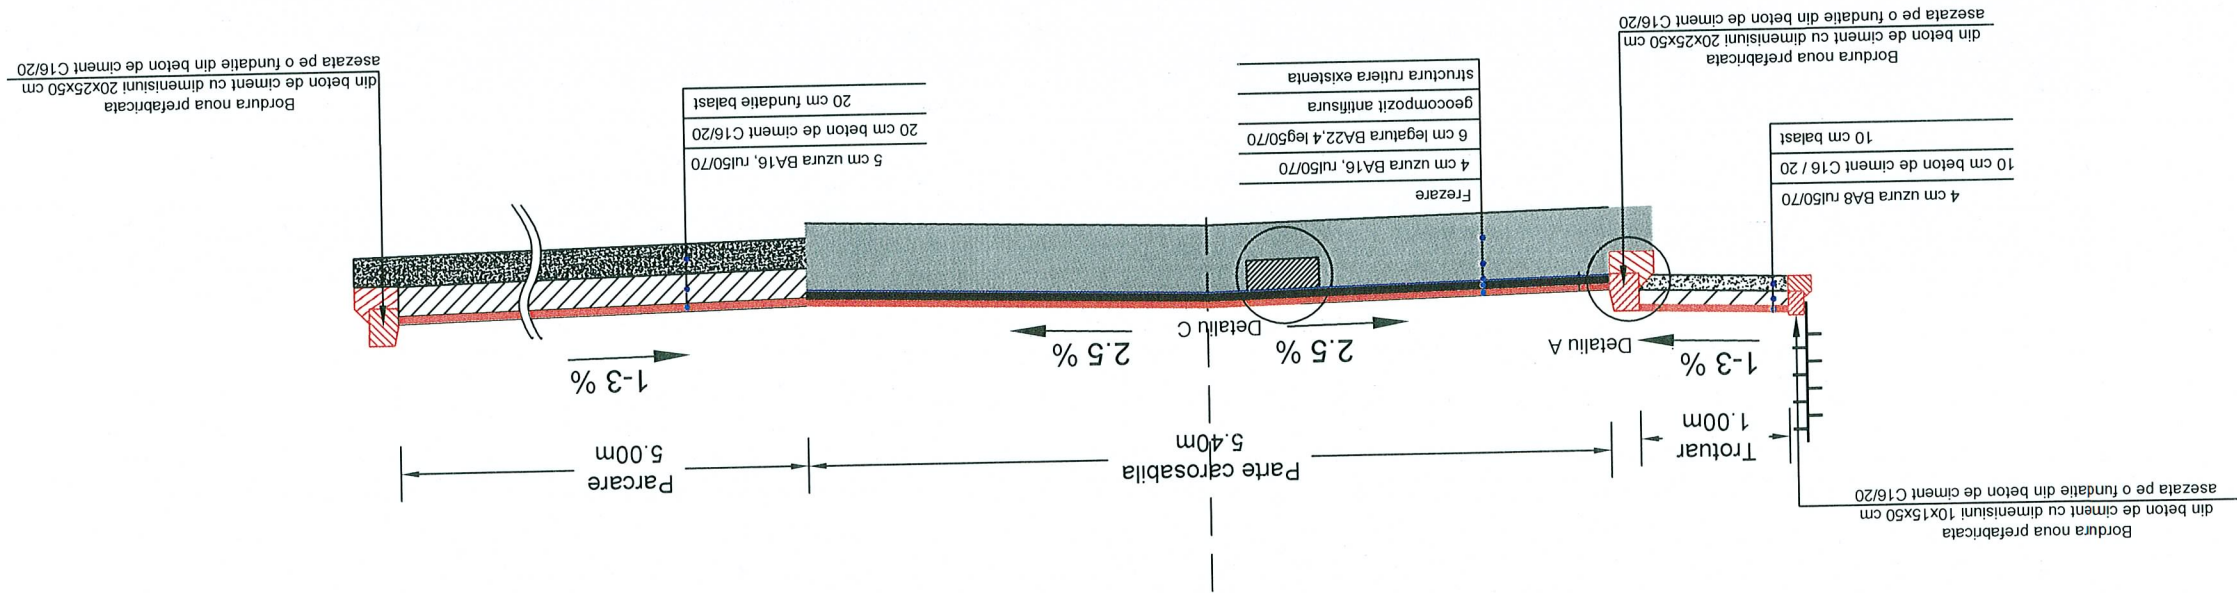 Bordura noua prefabricata
din beton de ciment cu dimenisiuni 10x15x50 cm
asezata pe o fundatie din beton de ciment C16/20
Trotuar
1.00m
Parte carosabila
5.40m
Parcare
5.00m
1-3 %
Detaliu A
2.5 %
Detaliu C
2.5 %
1-3 %
4 cm uzura BA8 rul50/70
10 cm beton de ciment C16 / 20
10 cm balast
Bordura noua prefabricata
din beton de ciment cu dimenisiuni 20x25x50 cm
asezata pe o fundatie din beton de ciment C16/20
Frezare
4 cm uzura BA16, rul50/70
6 cm legatura BA22,4 leg50/70
geocompozit antifisura
structura rutiera existenta
5 cm uzura BA16, rul50/70
20 cm beton de ciment C16/20
20 cm fundatie balast
Bordura noua prefabricata
din beton de ciment cu dimenisiuni 20x25x50 cm
asezata pe o fundatie din beton de ciment C16/20